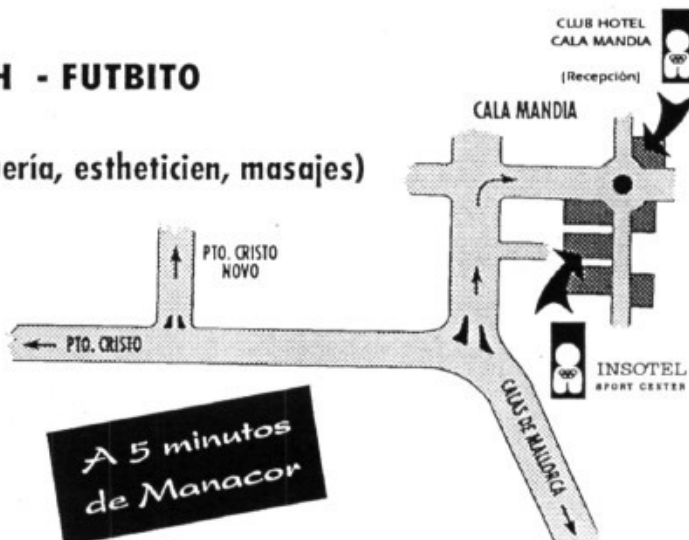 CLUB HOTEL
CALA MANDIA
(Recepción)
H - FUTBITO
CALA MANDIA
ería, estheticien, masajes)
PTO. CRISTO
NOVO
PTO. CRISTO
INSOTEL
SPORT CENTER
CALAS DE MALLORCA
A 5 minutos
de Manacor